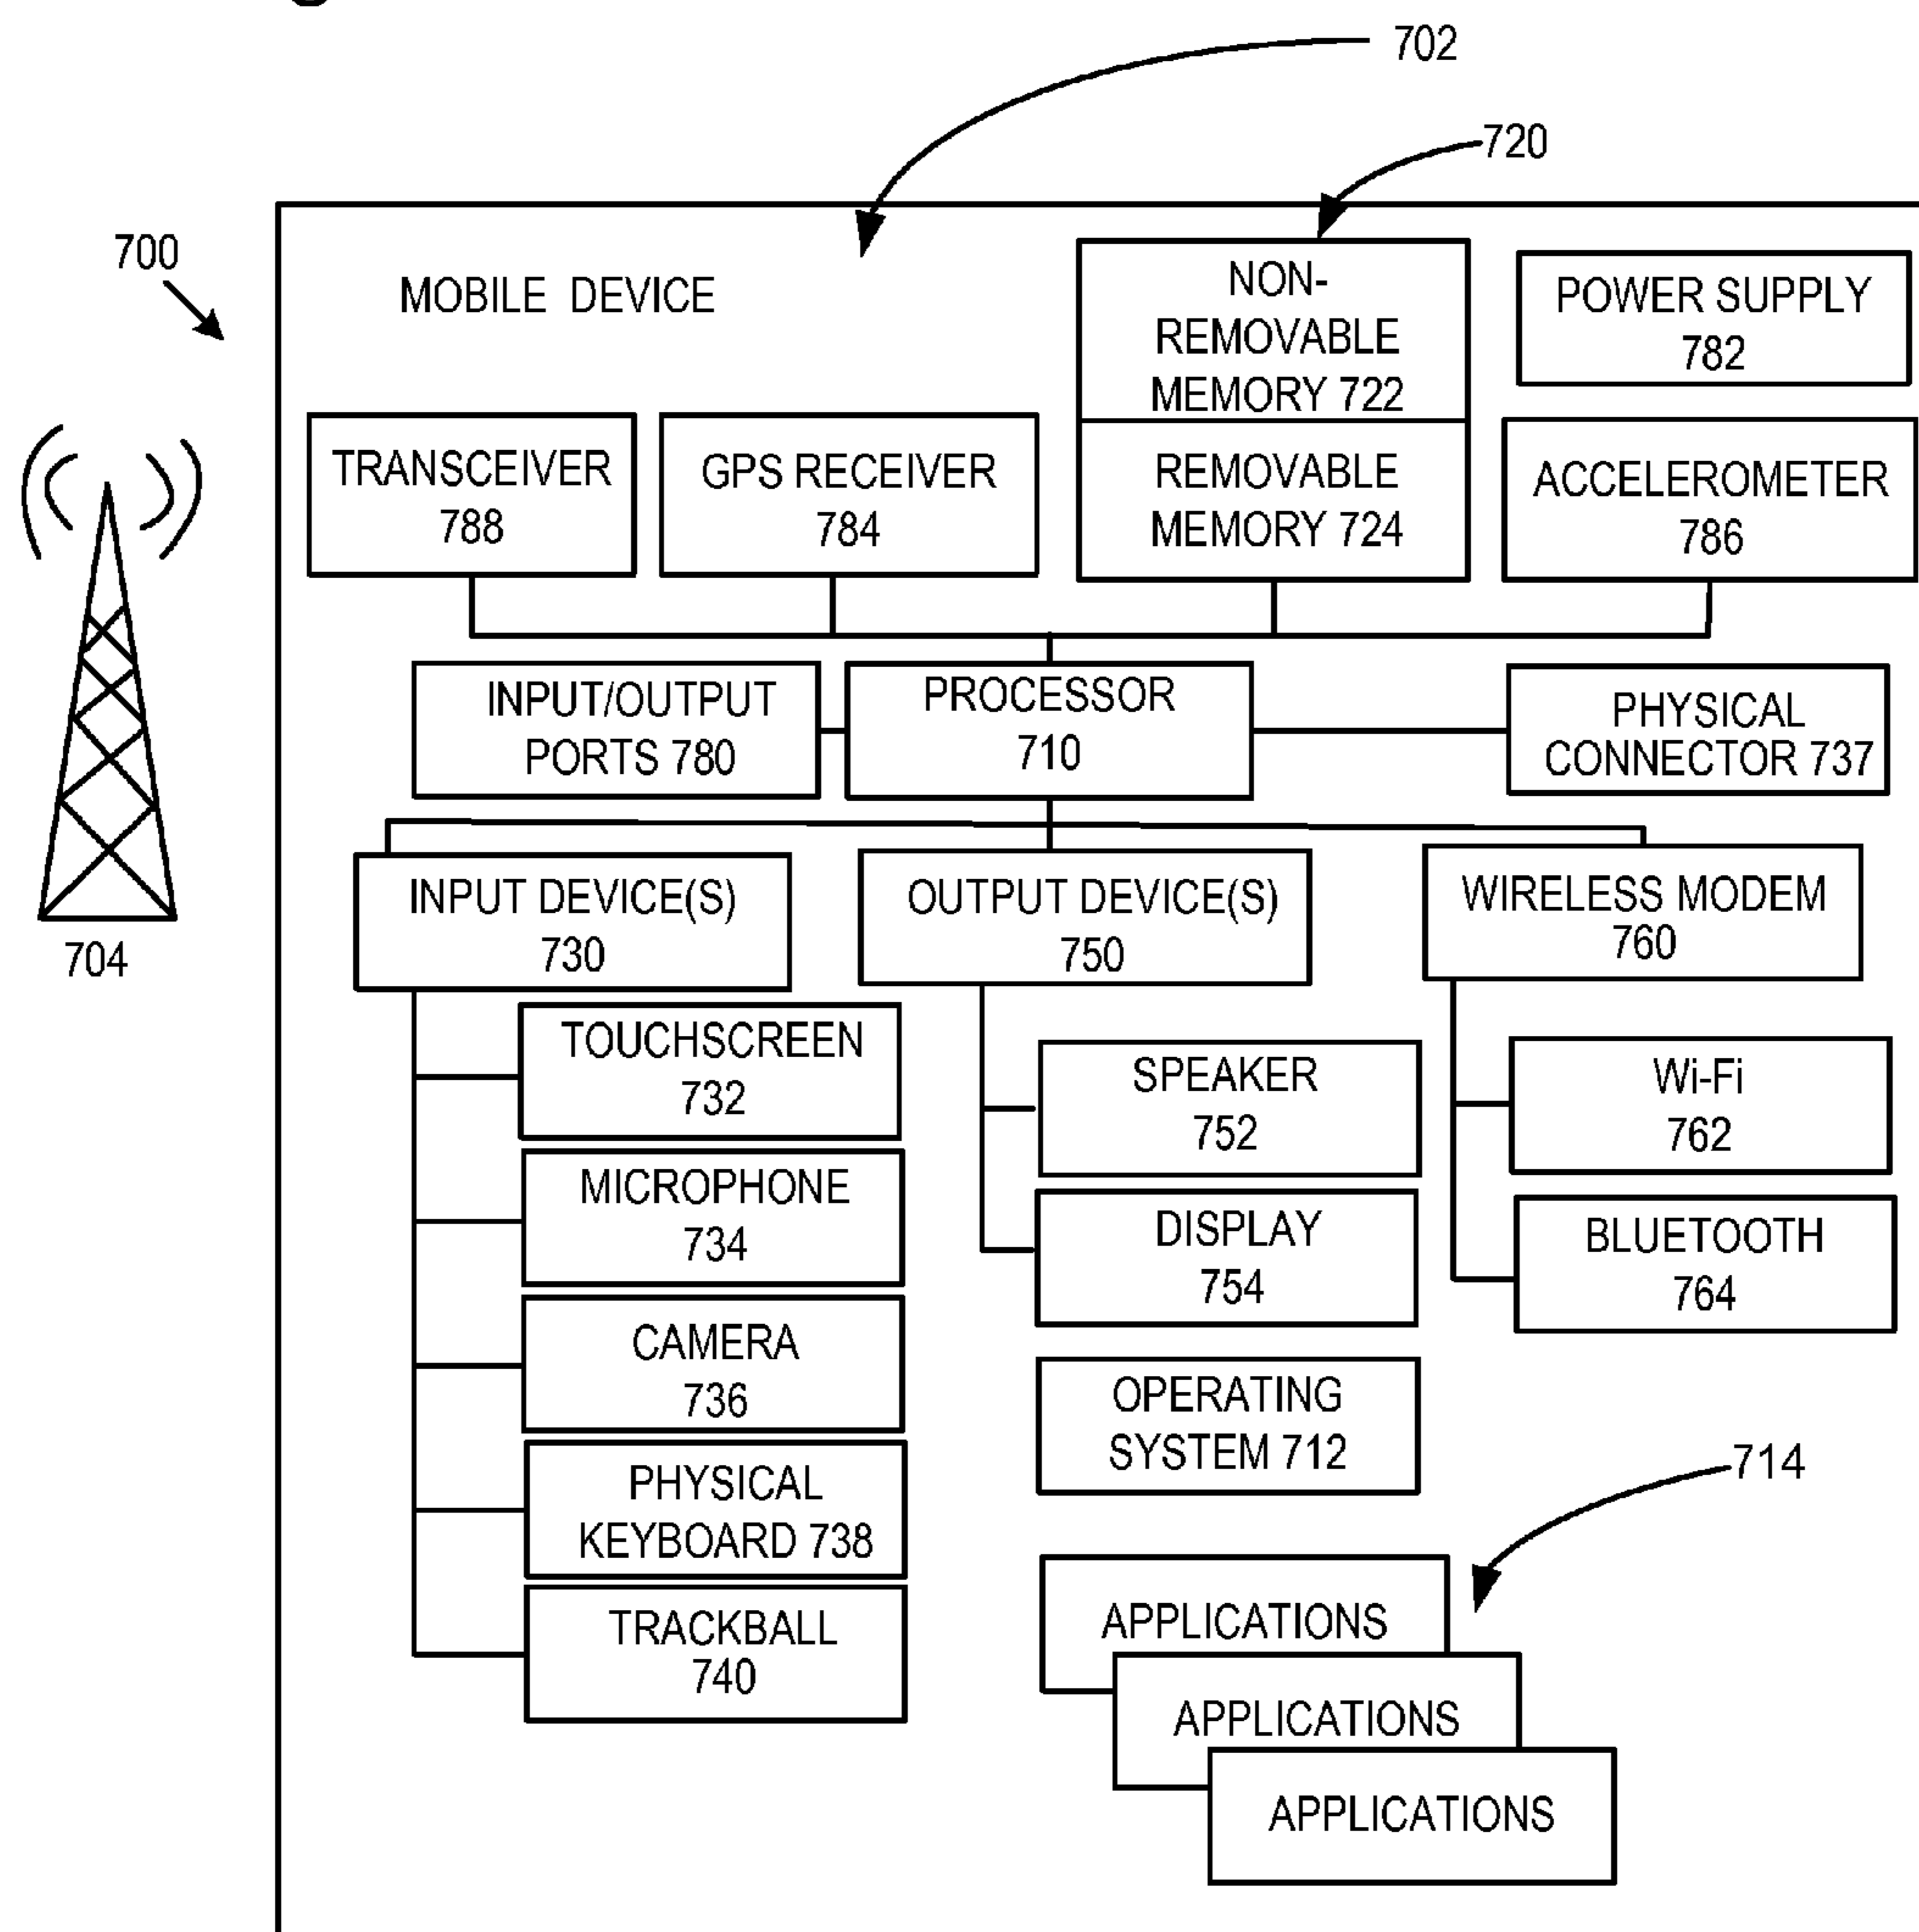 702
720
700
MOBILE DEVICE
NON-
REMOVABLE
MEMORY 722
POWER SUPPLY
782
TRANSCEIVER
788
GPS RECEIVER
784
REMOVABLE
MEMORY 724
ACCELEROMETER
786
INPUT/OUTPUT
PORTS 780
PROCESSOR
710
PHYSICAL
CONNECTOR 737
INPUT DEVICE(S)
730
OUTPUT DEVICE(S)
750
WIRELESS MODEM
760
704
TOUCHSCREEN
732
SPEAKER
752
Wi-Fi
762
MICROPHONE
734
DISPLAY
754
BLUETOOTH
764
CAMERA
736
OPERATING
SYSTEM 712
714
PHYSICAL
KEYBOARD 738
TRACKBALL
740
APPLICATIONS
APPLICATIONS
APPLICATIONS